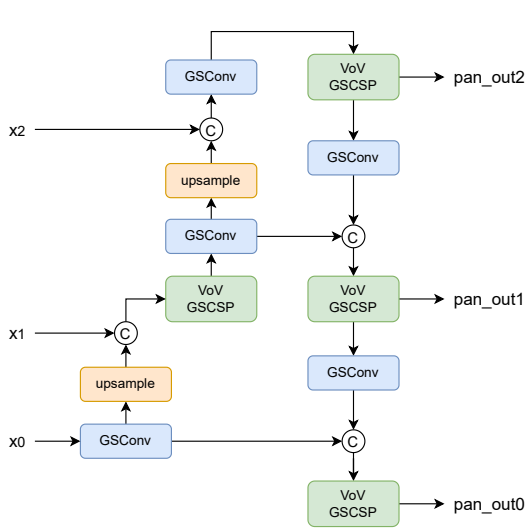 GSConv
VoV
GSCSP
pan_out2
x2
C
GSConv
upsample
GSConv
C
VoV
GSCSP
VoV
GSCSP
pan_out1
x1
C
GSConv
upsample
x0
GSConv
C
VoV
GSCSP
pan_out0